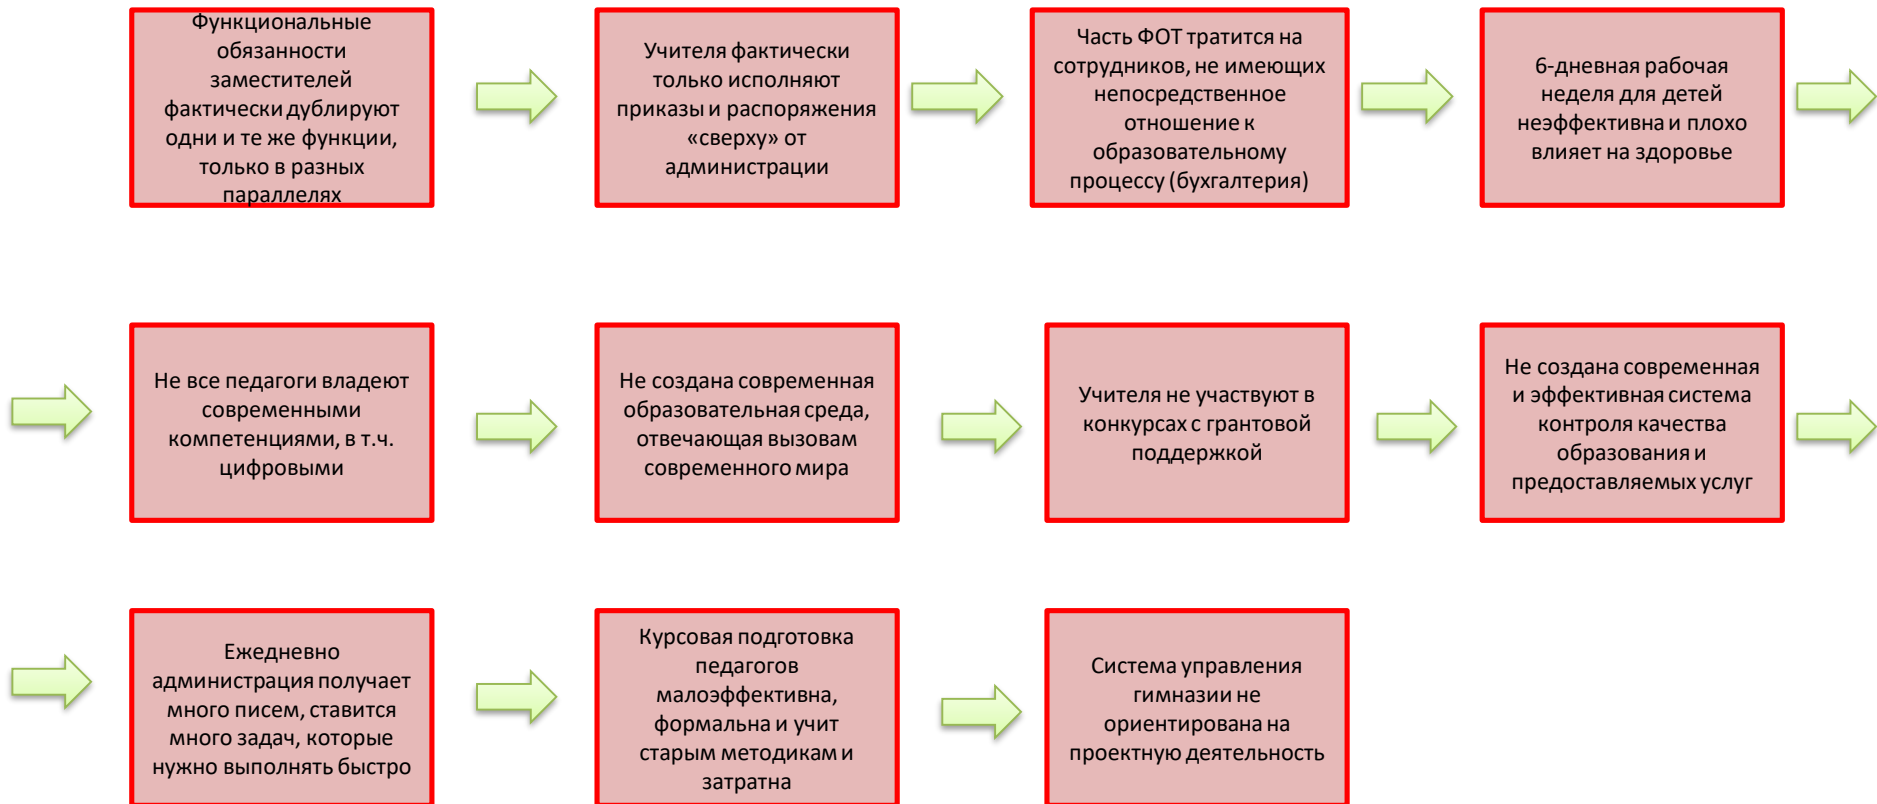 Функциональные
обязанности
заместителей
фактически дублируют
одни и те же функции,
только в разных
параллелях
Учителя фактически
только исполняют
приказы и распоряжения
«сверху» от
администрации
Часть ФОТ тратится на
сотрудников, не имеющих
непосредственное
отношение к
образовательному
процессу (бухгалтерия)
6-дневная рабочая
неделя для детей
неэффективна и плохо
влияет на здоровье
Не все педагоги владеют
современными
компетенциями, в т.ч.
цифровыми
Не создана современная
образовательная среда,
отвечающая вызовам
современного мира
Учителя не участвуют в
конкурсах с грантовой
поддержкой
Не создана современная
и эффективная система
контроля качества
образования и
предоставляемых услуг
Ежедневно
администрация получает
много писем, ставится
много задач, которые
нужно выполнять быстро
Курсовая подготовка
педагогов
малоэффективна,
формальна и учит
старым методикам и
затратна
Система управления
гимназии не
ориентирована на
проектную деятельность